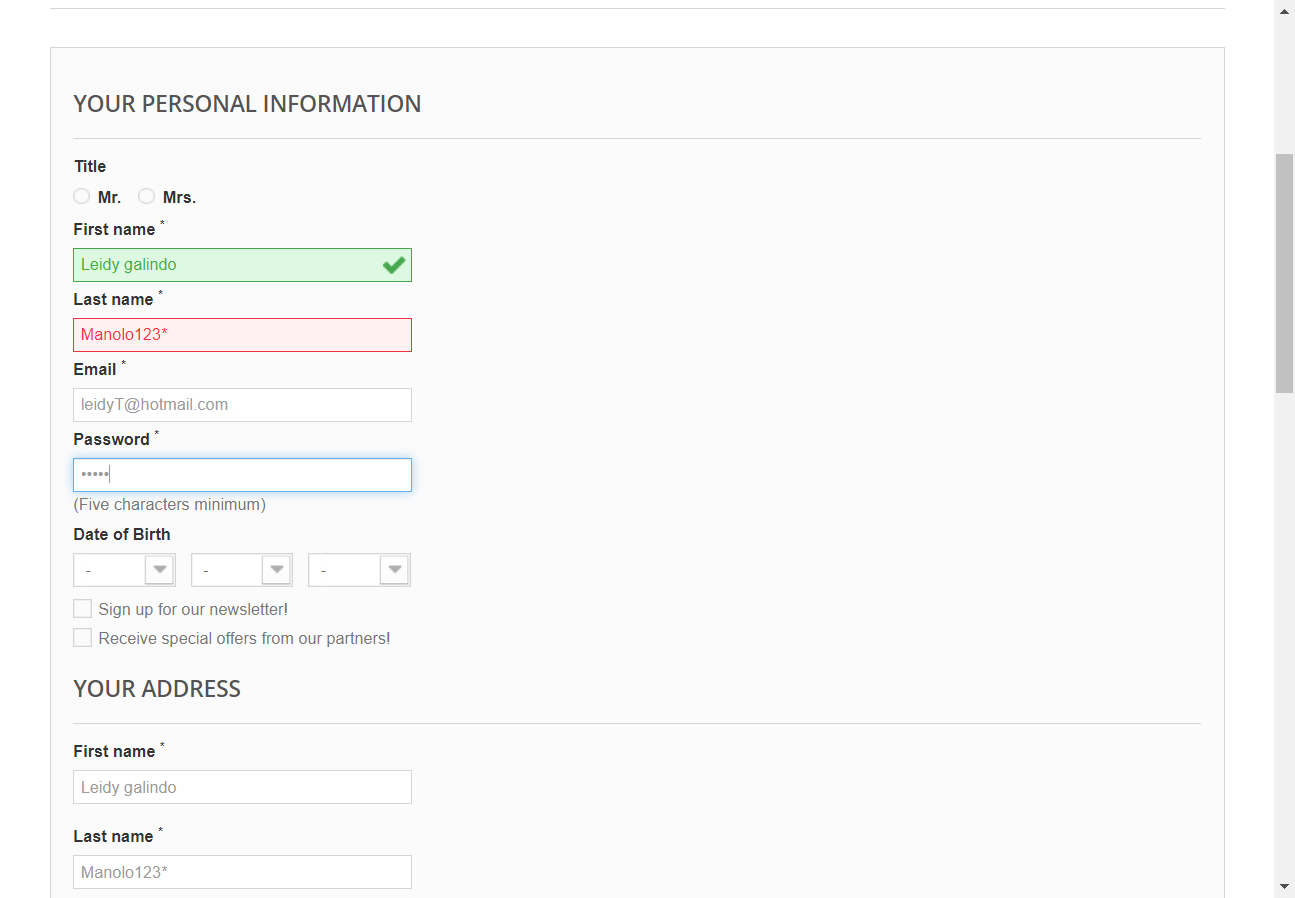 YOUR PERSONAL INFORMATION
Title
Mr. Mrs.
First name *
Leidy galindo
Last name *
Manolo123*
Email *
leidyT@hotmail.com
Password *
•••••
(Five characters minimum)
Date of Birth
- - -
Sign up for our newsletter!
Receive special offers from our partners!
YOUR ADDRESS
First name *
Leidy galindo
Last name *
Manolo123*